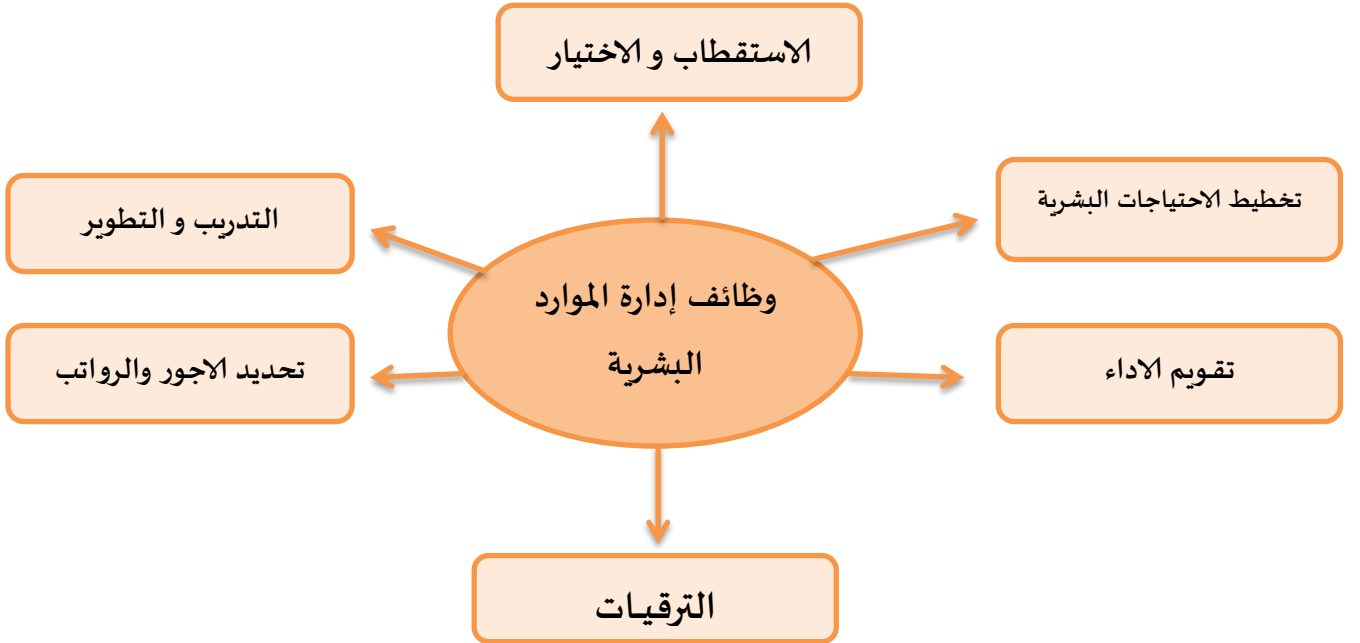 الاستقطاب و الاختيار
تخطيط الاحتياجات البشرية
التدريب و التطوير
وظائف إدارة الموارد
البشرية
تقويم الاداء
تحديد الاجور والرواتب
الترقيات